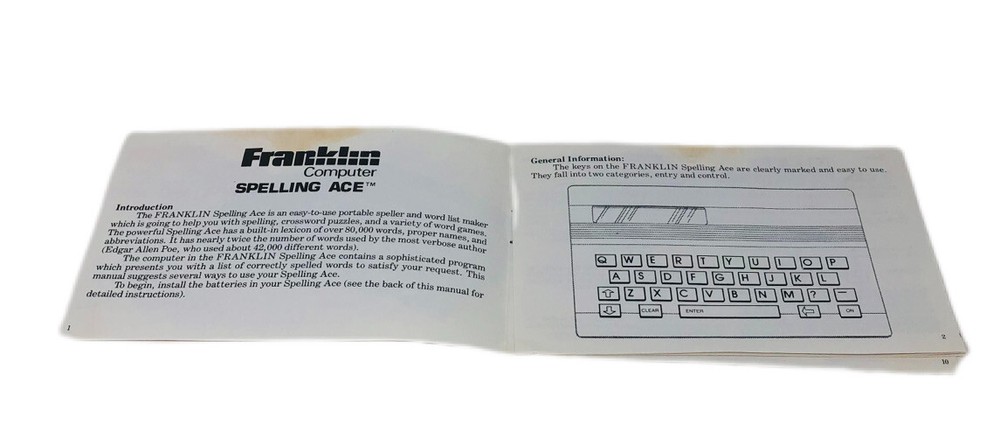 Franklin
Computer
SPELLING ACE™
Introduction
The FRANKLIN Spelling Ace is an easy-to-use portable speller and word list maker
which is going to help you with spelling, crossword puzzles, and a variety of word games.
The powerful Spelling Ace has a built-in lexicon of over 80,000 words, proper names, and
abbreviations. It has nearly twice the number of words used by the most verbose author
(Edgar Allen Poe, who used about 42,000 different words).
The computer in the FRANKLIN Spelling Ace contains a sophisticated program
which presents you with a list of correctly spelled words to satisfy your request. This
manual suggests several ways to use your Spelling Ace.
To begin, install the batteries in your Spelling Ace (see the back of this manual for
detailed instructions).
1
General Information:
The keys on the FRANKLIN Spelling Ace are clearly marked and easy to use.
They fall into two categories, entry and control.
Q W E R T Y U I O P
A S D F G H J K L
Z X C V B N M ? —
CLEAR ENTER ON
2
10